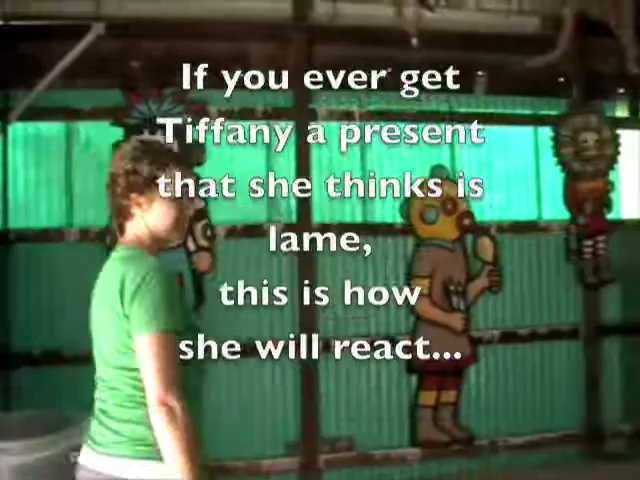 If you ever get
Tiffany a present
that she thinks is
lame,
this is how
she will react...